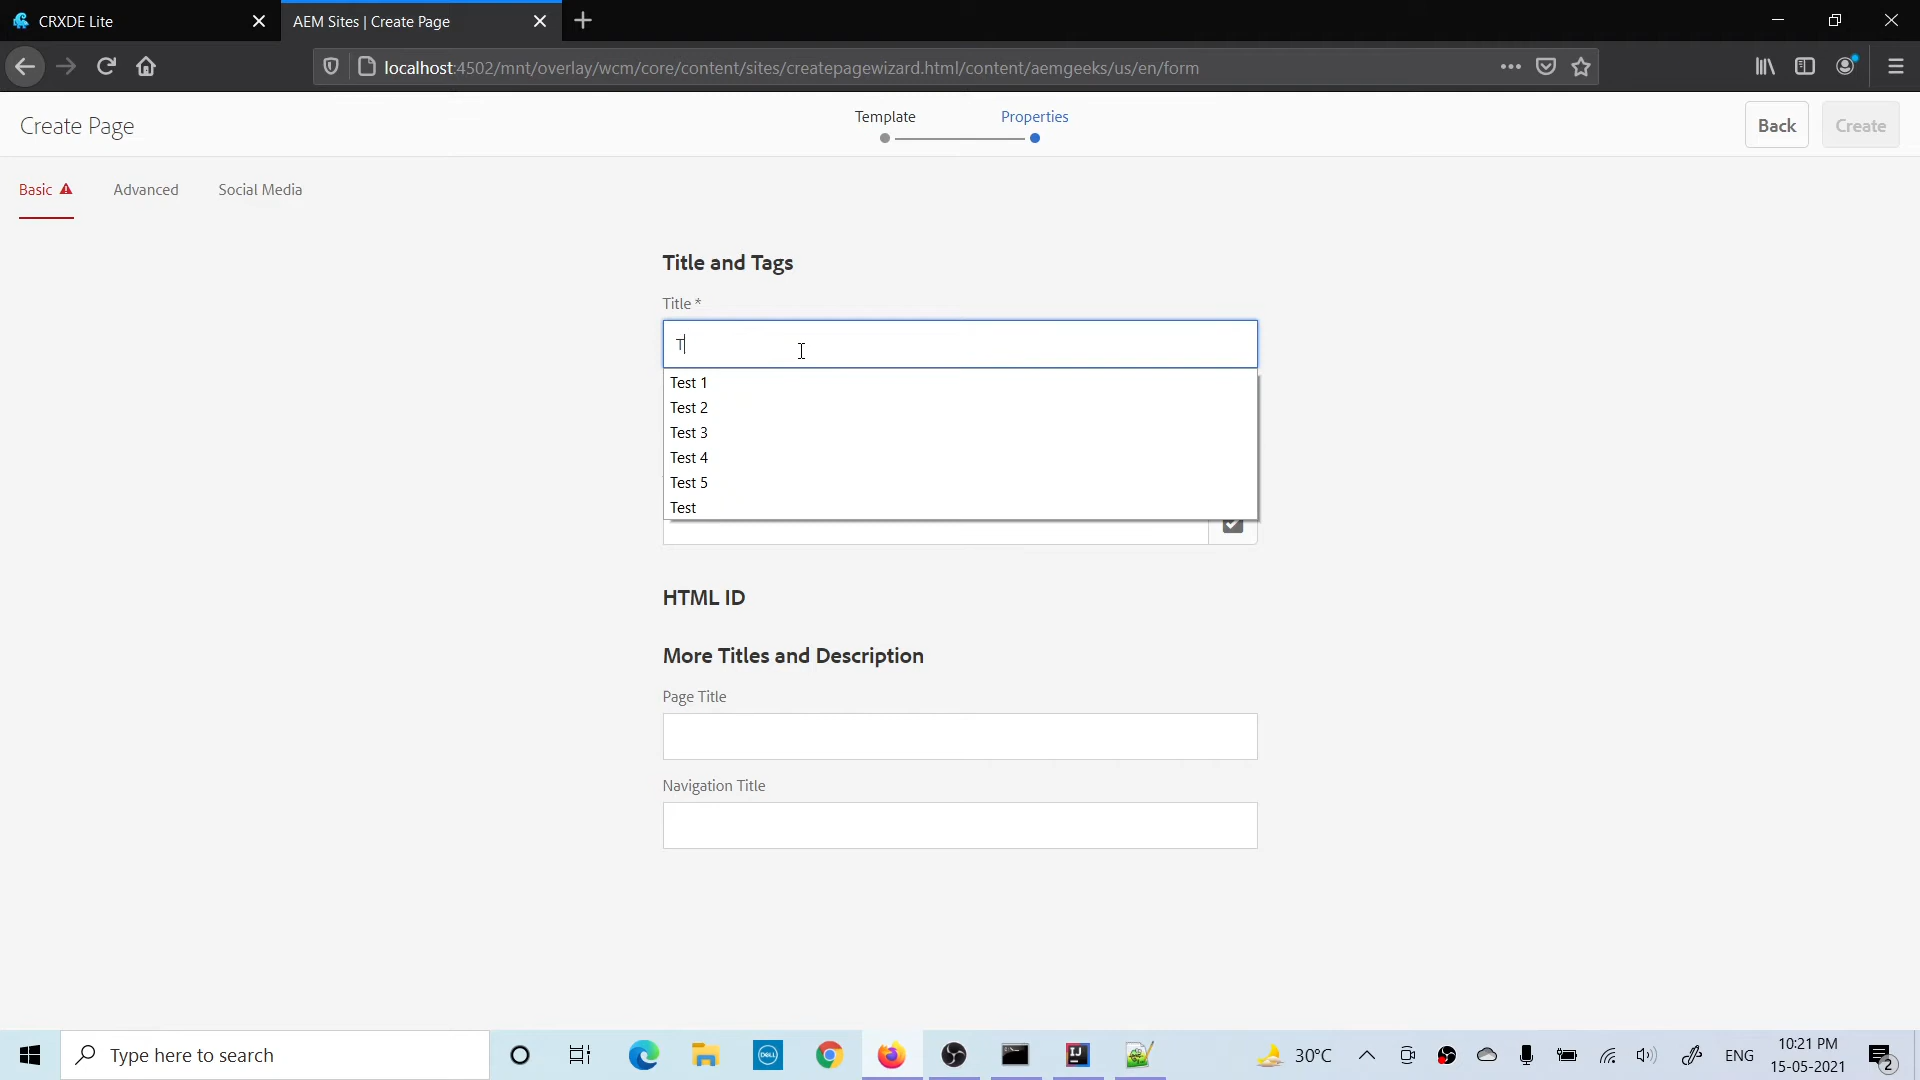 CRXDE Lite
AEM Sites | Create Page
localhost:4502/mnt/overlay/wcm/core/content/sites/createpagewizard.html/content/aemgeeks/us/en/form
Create Page
Template
Properties
Back
Create
Basic
Advanced
Social Media
Title and Tags
Title *
T
Test 1
Test 2
Test 3
Test 4
Test 5
Test
HTML ID
More Titles and Description
Page Title
Navigation Title
Type here to search
DELL
IJ
30°C
ENG
10:21 PM
15-05-2021
2